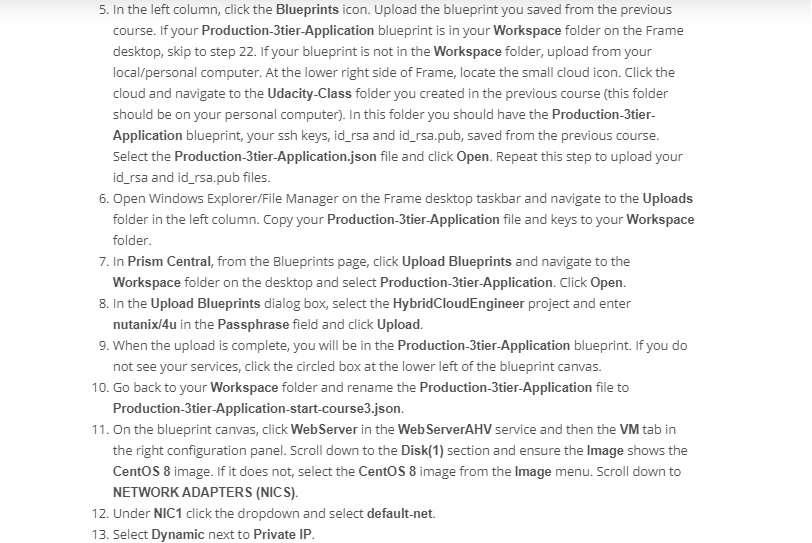 5. In the left column, click the Blueprints icon. Upload the blueprint you saved from the previous
course. If your Production-3tier-Application blueprint is in your Workspace folder on the Frame
desktop, skip to step 22. If your blueprint is not in the Workspace folder, upload from your
local/personal computer. At the lower right side of Frame, locate the small cloud icon. Click the
cloud and navigate to the Udacity-Class folder you created in the previous course (this folder
should be on your personal computer). In this folder you should have the Production-3tier-
Application blueprint, your ssh keys, id_rsa and id_rsa.pub, saved from the previous course.
Select the Production-3tier-Application.json file and click Open. Repeat this step to upload your
id_rsa and id_rsa.pub files.
6. Open Windows Explorer/File Manager on the Frame desktop taskbar and navigate to the Uploads
folder in the left column. Copy your Production-3tier-Application file and keys to your Workspace
folder.
7. In Prism Central, from the Blueprints page, click Upload Blueprints and navigate to the
Workspace folder on the desktop and select Production-3tier-Application. Click Open.
8. In the Upload Blueprints dialog box, select the HybridCloudEngineer project and enter
nutanix/4u in the Passphrase field and click Upload.
9. When the upload is complete, you will be in the Production-3tier-Application blueprint. If you do
not see your services, click the circled box at the lower left of the blueprint canvas.
10. Go back to your Workspace folder and rename the Production-3tier-Application file to
Production-3tier-Application-start-course3.json.
11. On the blueprint canvas, click WebServer in the WebServerAHV service and then the VM tab in
the right configuration panel. Scroll down to the Disk(1) section and ensure the Image shows the
CentOS 8 image. If it does not, select the CentOS 8 image from the Image menu. Scroll down to
NETWORK ADAPTERS (NICS).
12. Under NIC1 click the dropdown and select default-net.
13. Select Dynamic next to Private IP.